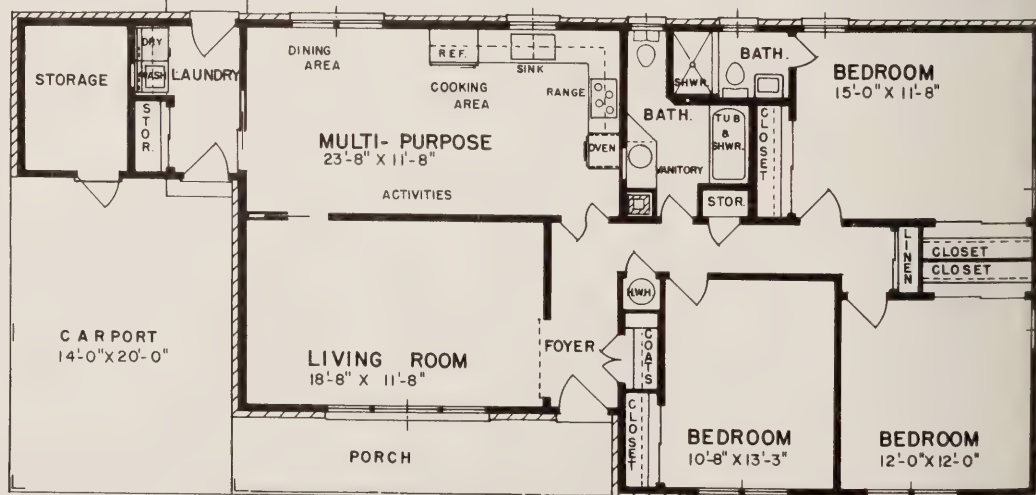 STORAGE
DRY
WASH
LAUNDRY
STOR.
DINING
AREA
REF.
SINK
COOKING
AREA
RANGE
OVEN
MULTI- PURPOSE
23'-8" X 11'-8"
ACTIVITIES
BATH.
VANITORY
SHWR.
BATH.
TUB
&
SHWR.
STOR.
CLOSET
BEDROOM
15'-0" X 11'-8"
LINEN
CLOSET
CLOSET
CARPORT
14'-0" X 20'-0"
LIVING ROOM
18'-8" X 11'-8"
FOYER
H.W.H.
COATS
CLOSET
BEDROOM
10'-8" X 13'-3"
BEDROOM
12'-0" X 12'-0"
PORCH